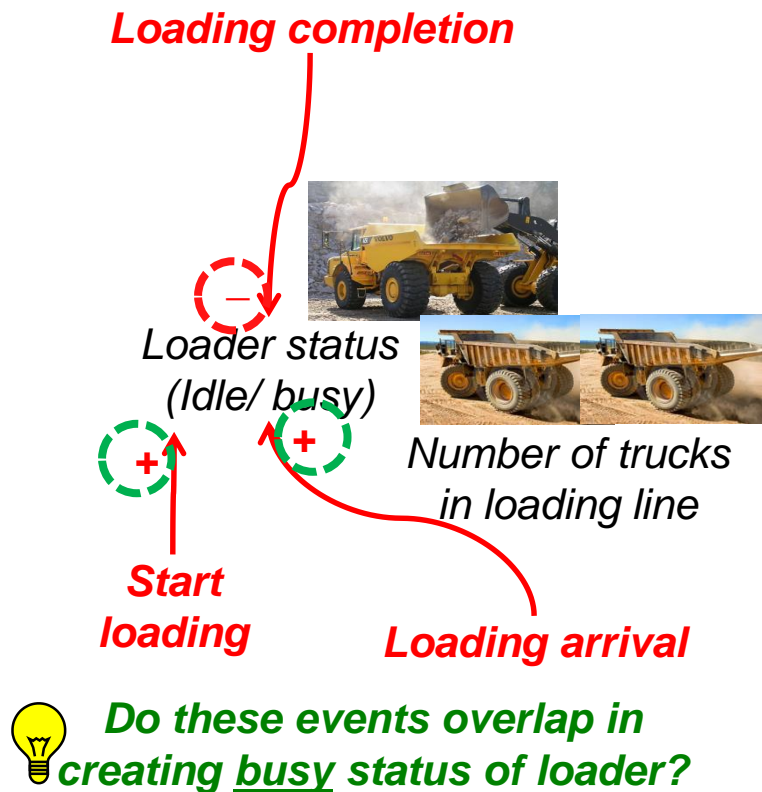 Loading completion
VOLVO
−
Loader status
(Idle/ busy)
+
+
Number of trucks
in loading line
Start
loading
Loading arrival
Do these events overlap in
creating busy status of loader?